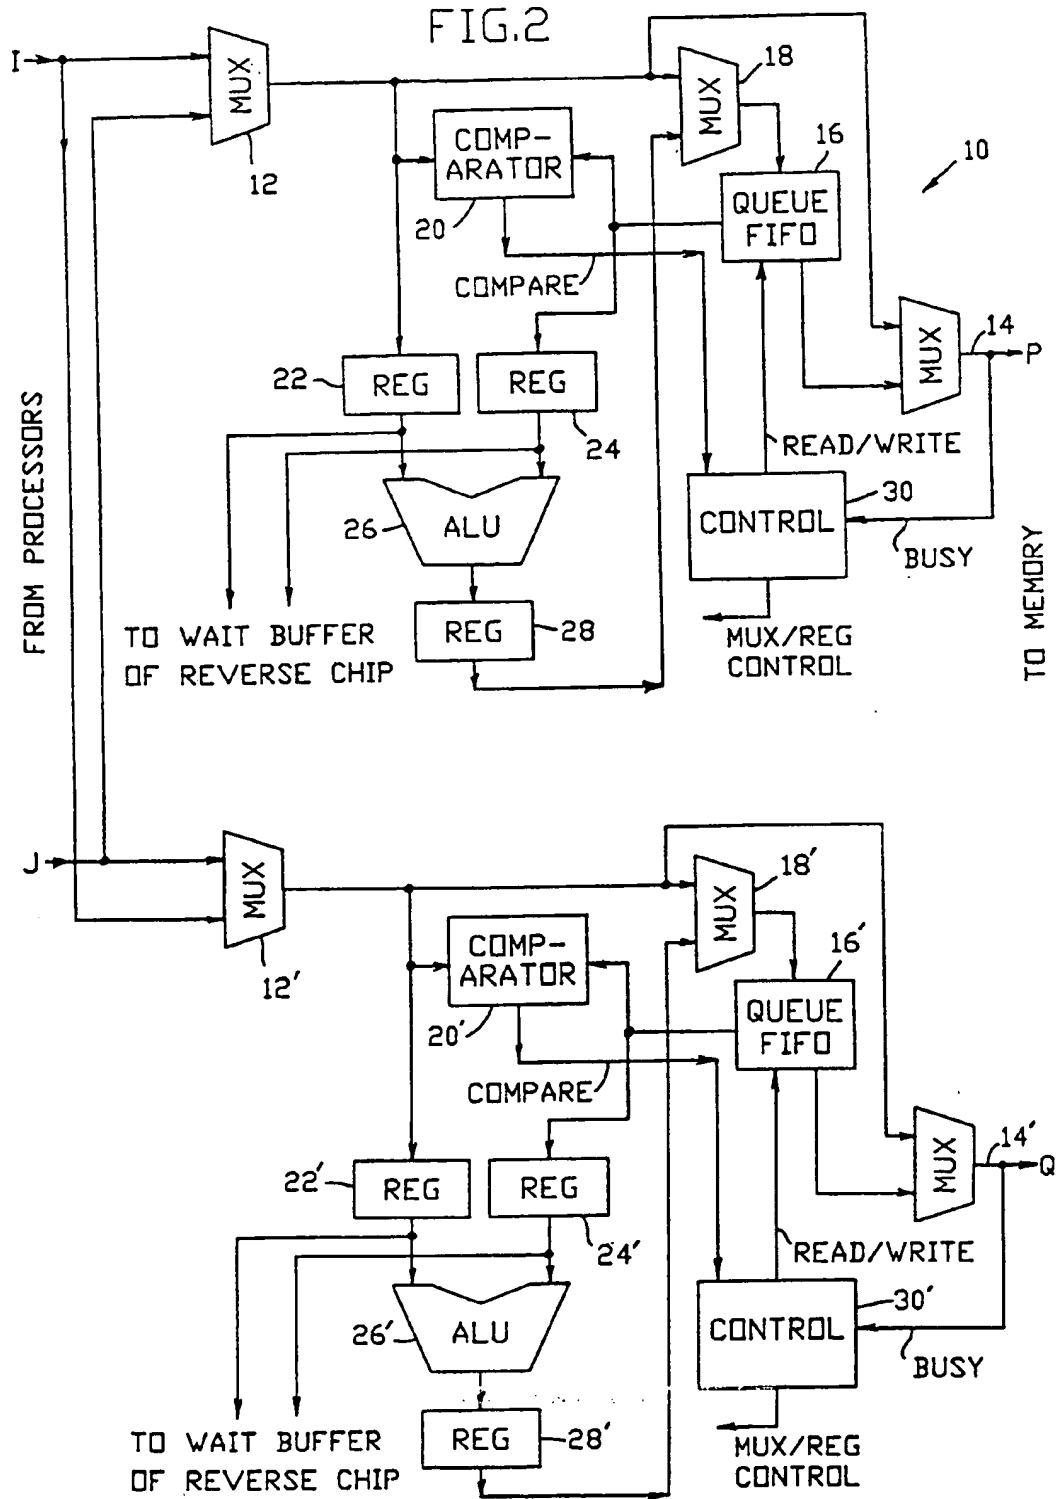 FIG.2
I
MUX
12
MUX
18
COMP-
ARATOR
20
16
QUEUE
FIFO
10
COMPARE
MUX
14
P
22
REG
REG
24
READ/WRITE
FROM PROCESSORS
26
ALU
CONTROL
30
BUSY
TO MEMORY
TO WAIT BUFFER
OF REVERSE CHIP
REG
28
MUX/REG
CONTROL
J
MUX
12′
MUX
18′
COMP-
ARATOR
20′
16′
QUEUE
FIFO
COMPARE
MUX
14′
Q
22′
REG
REG
24′
READ/WRITE
26′
ALU
CONTROL
30′
BUSY
TO WAIT BUFFER
OF REVERSE CHIP
REG
28′
MUX/REG
CONTROL